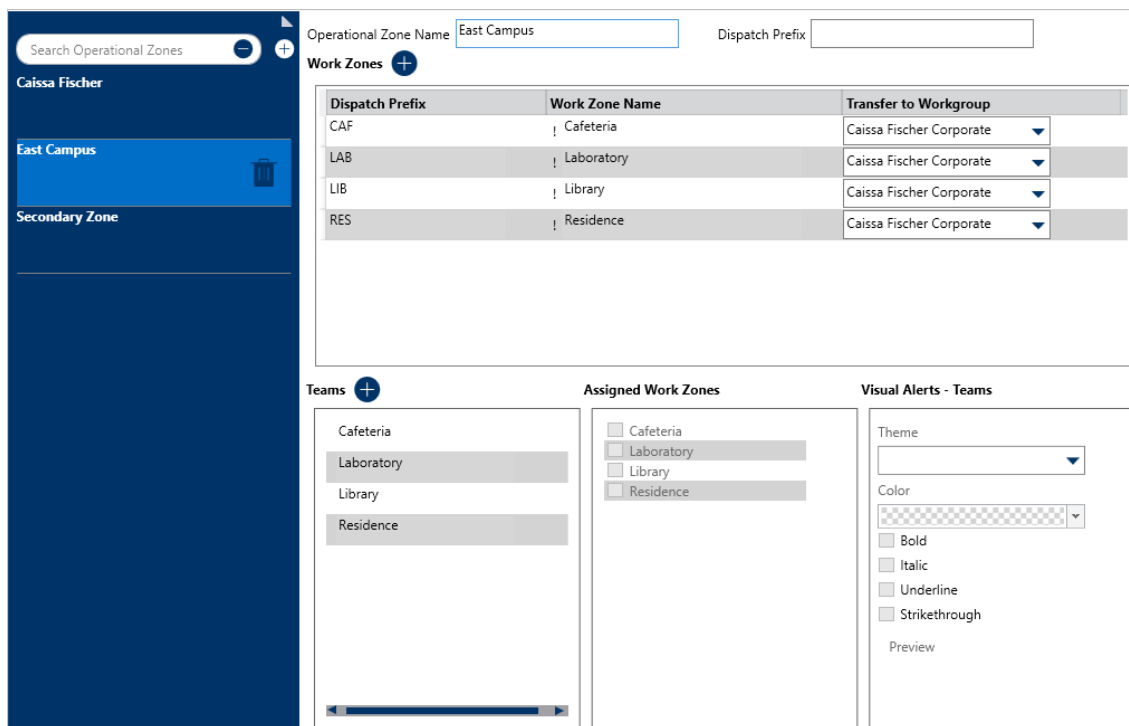 Operational Zone Name East Campus Dispatch Prefix
Search Operational Zones
Work Zones
Caissa Fischer
East Campus
Secondary Zone
Dispatch Prefix Work Zone Name Transfer to Workgroup
CAF ! Cafeteria Caissa Fischer Corporate
LAB ! Laboratory Caissa Fischer Corporate
LIB ! Library Caissa Fischer Corporate
RES ! Residence Caissa Fischer Corporate
Teams
Cafeteria
Laboratory
Library
Residence
Assigned Work Zones
Cafeteria
Laboratory
Library
Residence
Visual Alerts - Teams
Theme
Color
Bold
Italic
Underline
Strikethrough
Preview